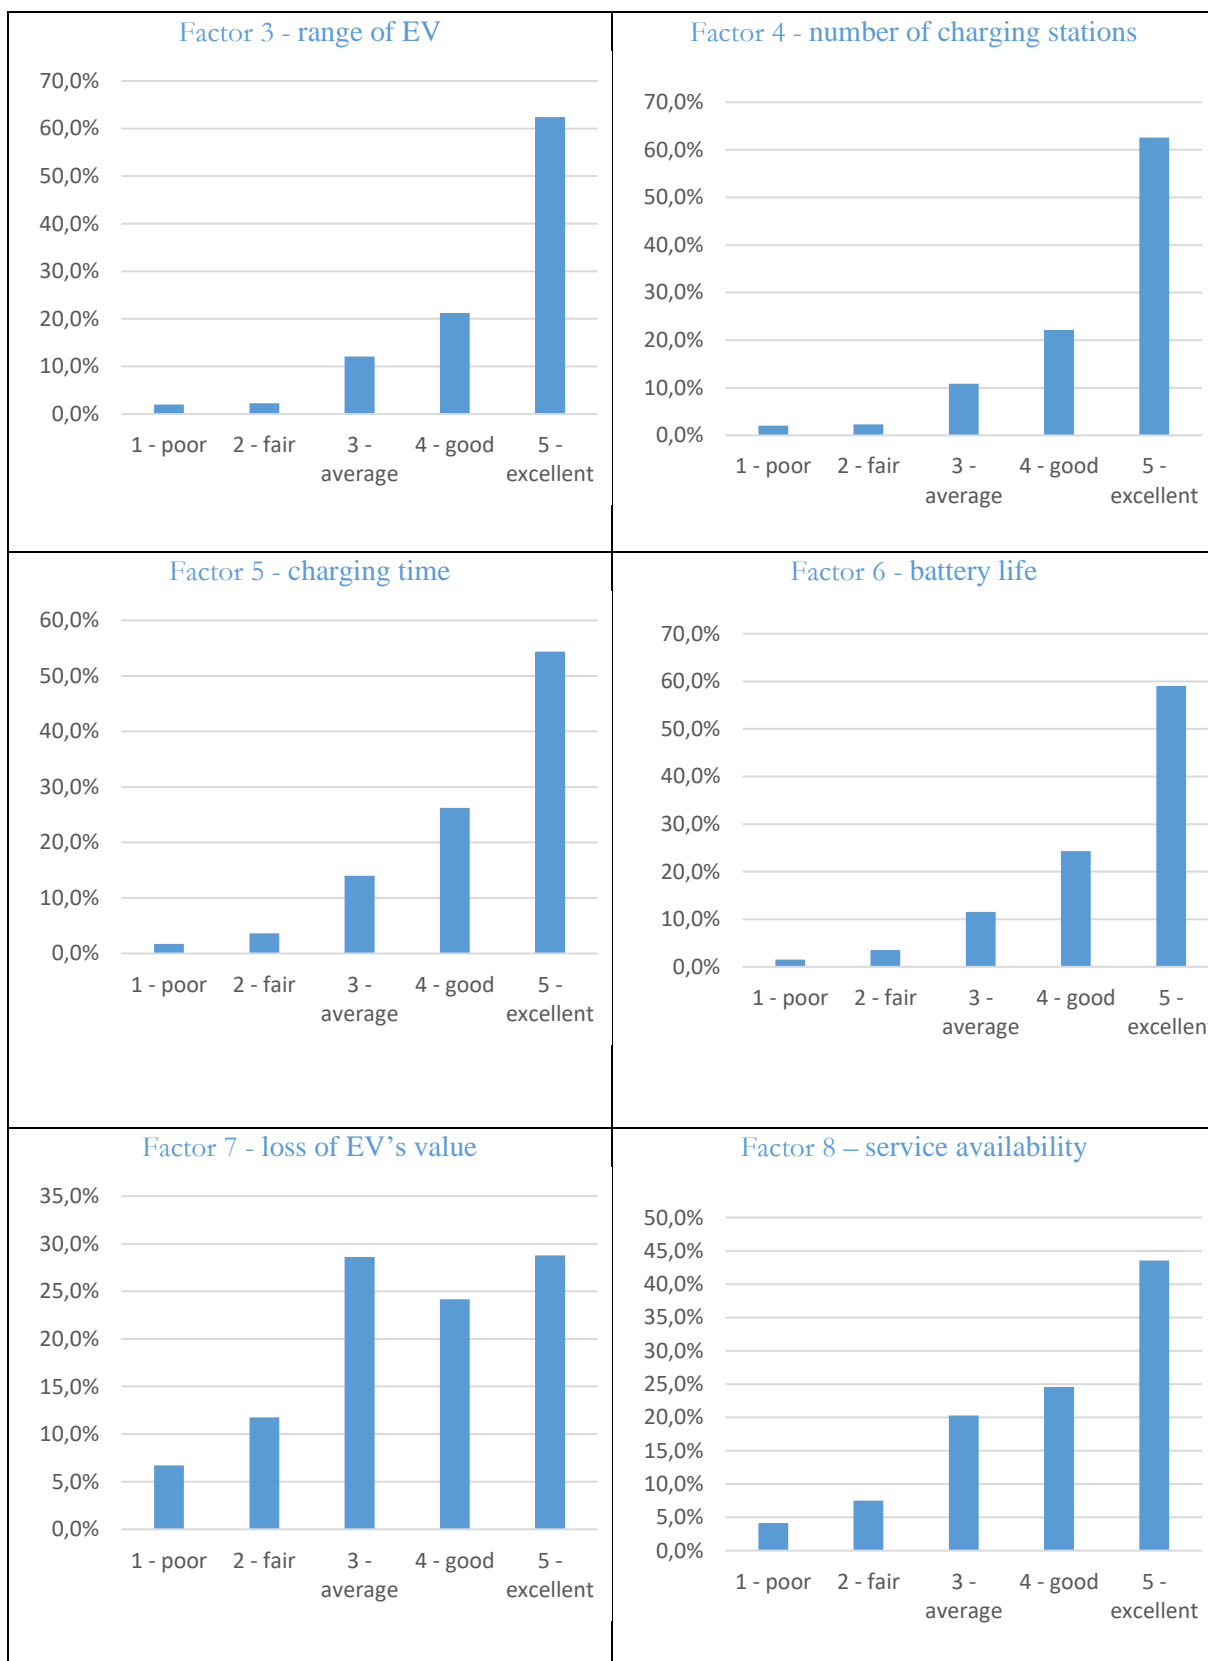 Factor 3 - range of EV
70,0%
60,0%
50,0%
40,0%
30,0%
20,0%
10,0%
0,0%
1 - poor 2 - fair 3 - 4 - good 5 -
average excellent
Factor 4 - number of charging stations
70,0%
60,0%
50,0%
40,0%
30,0%
20,0%
10,0%
0,0%
1 - poor 2 - fair 3 - 4 - good 5 -
average excellent
Factor 5 - charging time
60,0%
50,0%
40,0%
30,0%
20,0%
10,0%
0,0%
1 - poor 2 - fair 3 - 4 - good 5 -
average excellent
Factor 6 - battery life
70,0%
60,0%
50,0%
40,0%
30,0%
20,0%
10,0%
0,0%
1 - poor 2 - fair 3 - 4 - good 5 -
average excellent
Factor 7 - loss of EV’s value
35,0%
30,0%
25,0%
20,0%
15,0%
10,0%
5,0%
0,0%
1 - poor 2 - fair 3 - 4 - good 5 -
average excellent
Factor 8 – service availability
50,0%
45,0%
40,0%
35,0%
30,0%
25,0%
20,0%
15,0%
10,0%
5,0%
0,0%
1 - poor 2 - fair 3 - 4 - good 5 -
average excellent